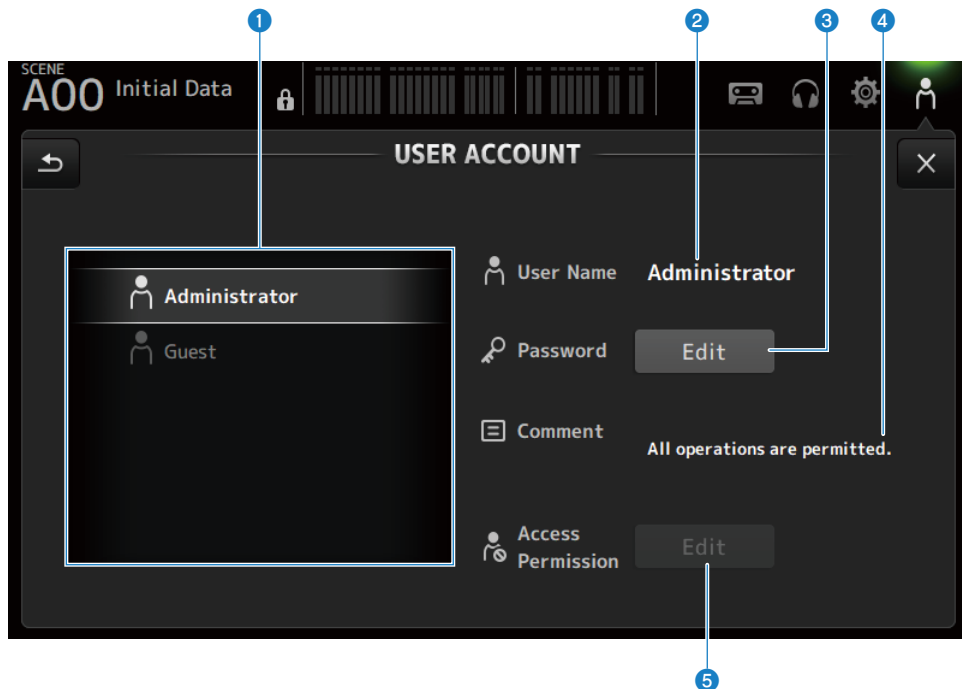 1 2 3 4
SCENE
A00 Initial Data
USER ACCOUNT
Administrator
Guest
User Name Administrator
Password Edit
Comment
All operations are permitted.
Access
Permission Edit
5